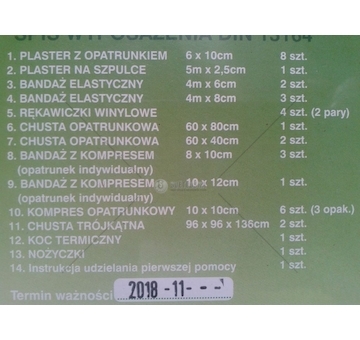 SPIS WYPOSAŻENIA DIN 13164
1. PLASTER Z OPATRUNKIEM 6 x 10cm 8 szt.
2. PLASTER NA SZPULCE 5m x 2,5cm 1 szt.
3. BANDAŻ ELASTYCZNY 4m x 6cm 2 szt.
4. BANDAŻ ELASTYCZNY 4m x 8cm 3 szt.
5. RĘKAWICZKI WINYLOWE 4 szt. (2 pary)
6. CHUSTA OPATRUNKOWA 60 x 80cm 1 szt.
7. CHUSTA OPATRUNKOWA 60 x 40cm 2 szt.
8. BANDAŻ Z KOMPRESEM 8 x 10cm 3 szt.
(opatrunek indywidualny)
9. BANDAŻ Z KOMPRESEM 10 x 12cm 1 szt.
(opatrunek indywidualny)
10. KOMPRES OPATRUNKOWY 10 x 10cm 6 szt. (3 opak.)
11. CHUSTA TRÓJKĄTNA 96 x 96 x 136cm 2 szt.
12. KOC TERMICZNY 1 szt.
13. NOŻYCZKI 1 szt.
14. Instrukcja udzielania pierwszej pomocy 1 szt.
Termin ważności 2018 -11- - -